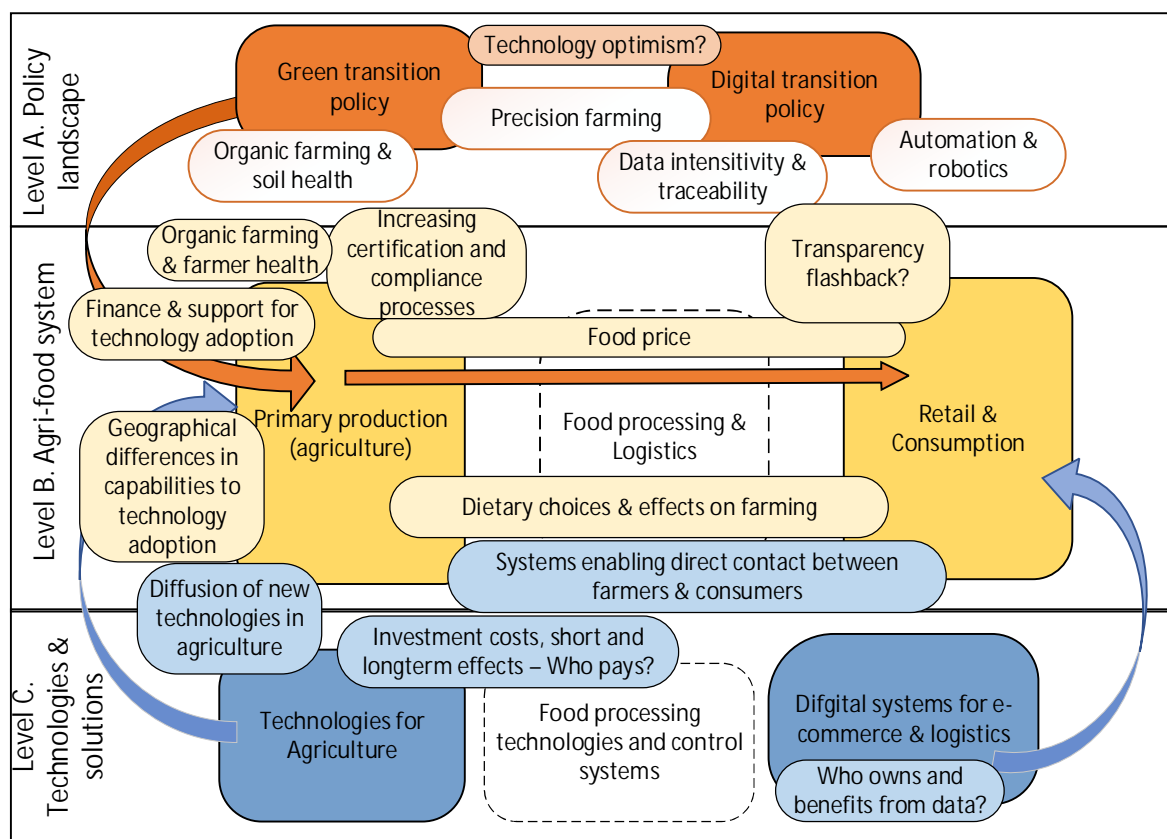 Level A. Policy
landscape
Technology optimism?
Green transition
policy
Digital transition
policy
Precision farming
Organic farming &
soil health
Data intensitivity &
traceability
Automation &
robotics
Level B. Agri-food system
Organic farming
& farmer health
Increasing
certification and
compliance
processes
Transparency
flashback?
Finance & support for
technology adoption
Food price
Primary production
(agriculture)
Food processing &
Logistics
Retail &
Consumption
Geographical
differences in
capabilities to
technology
adoption
Dietary choices & effects on farming
Systems enabling direct contact between
farmers & consumers
Diffusion of new
technologies in
agriculture
Level C.
Technologies &
solutions
Investment costs, short and
longterm effects – Who pays?
Technologies for
Agriculture
Food processing
technologies and control
systems
Difgital systems for e-
commerce & logistics
Who owns and
benefits from data?